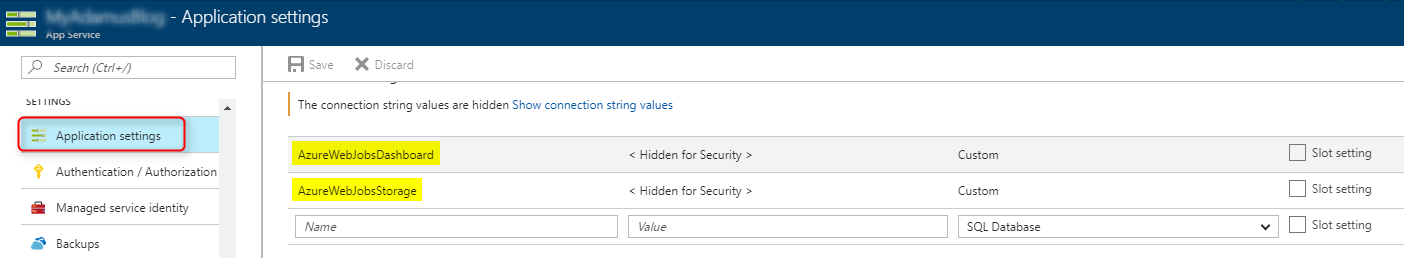 - Application settings
App Service
Search (Ctrl+/)
Save
Discard
SETTINGS
The connection string values are hidden Show connection string values
Application settings
AzureWebJobsDashboard < Hidden for Security > Custom Slot setting
Authentication / Authorization
AzureWebJobsStorage < Hidden for Security > Custom Slot setting
Managed service identity
Name Value SQL Database Slot setting
Backups